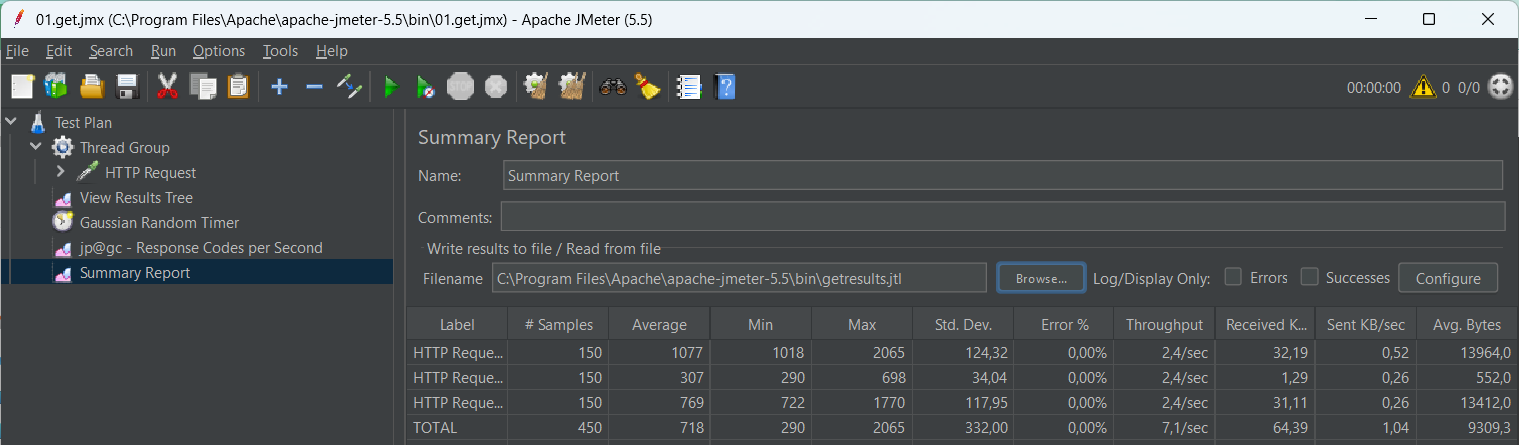 01.get.jmx (C:\Program Files\Apache\apache-jmeter-5.5\bin\01.get.jmx) - Apache JMeter (5.5)
File Edit Search Run Options Tools Help
STOP
00:00:00 0 0/0
Test Plan
Thread Group
HTTP Request
View Results Tree
Gaussian Random Timer
jp@gc - Response Codes per Second
Summary Report
Summary Report
Name: Summary Report
Comments:
Write results to file / Read from file
Filename C:\Program Files\Apache\apache-jmeter-5.5\bin\getresults.jtl Browse... Log/Display Only: Errors Successes Configure
Label # Samples Average Min Max Std. Dev. Error % Throughput Received K... Sent KB/sec Avg. Bytes
HTTP Reque... 150 1077 1018 2065 124,32 0,00% 2,4/sec 32,19 0,52 13964,0
HTTP Reque... 150 307 290 698 34,04 0,00% 2,4/sec 1,29 0,26 552,0
HTTP Reque... 150 769 722 1770 117,95 0,00% 2,4/sec 31,11 0,26 13412,0
TOTAL 450 718 290 2065 332,00 0,00% 7,1/sec 64,39 1,04 9309,3